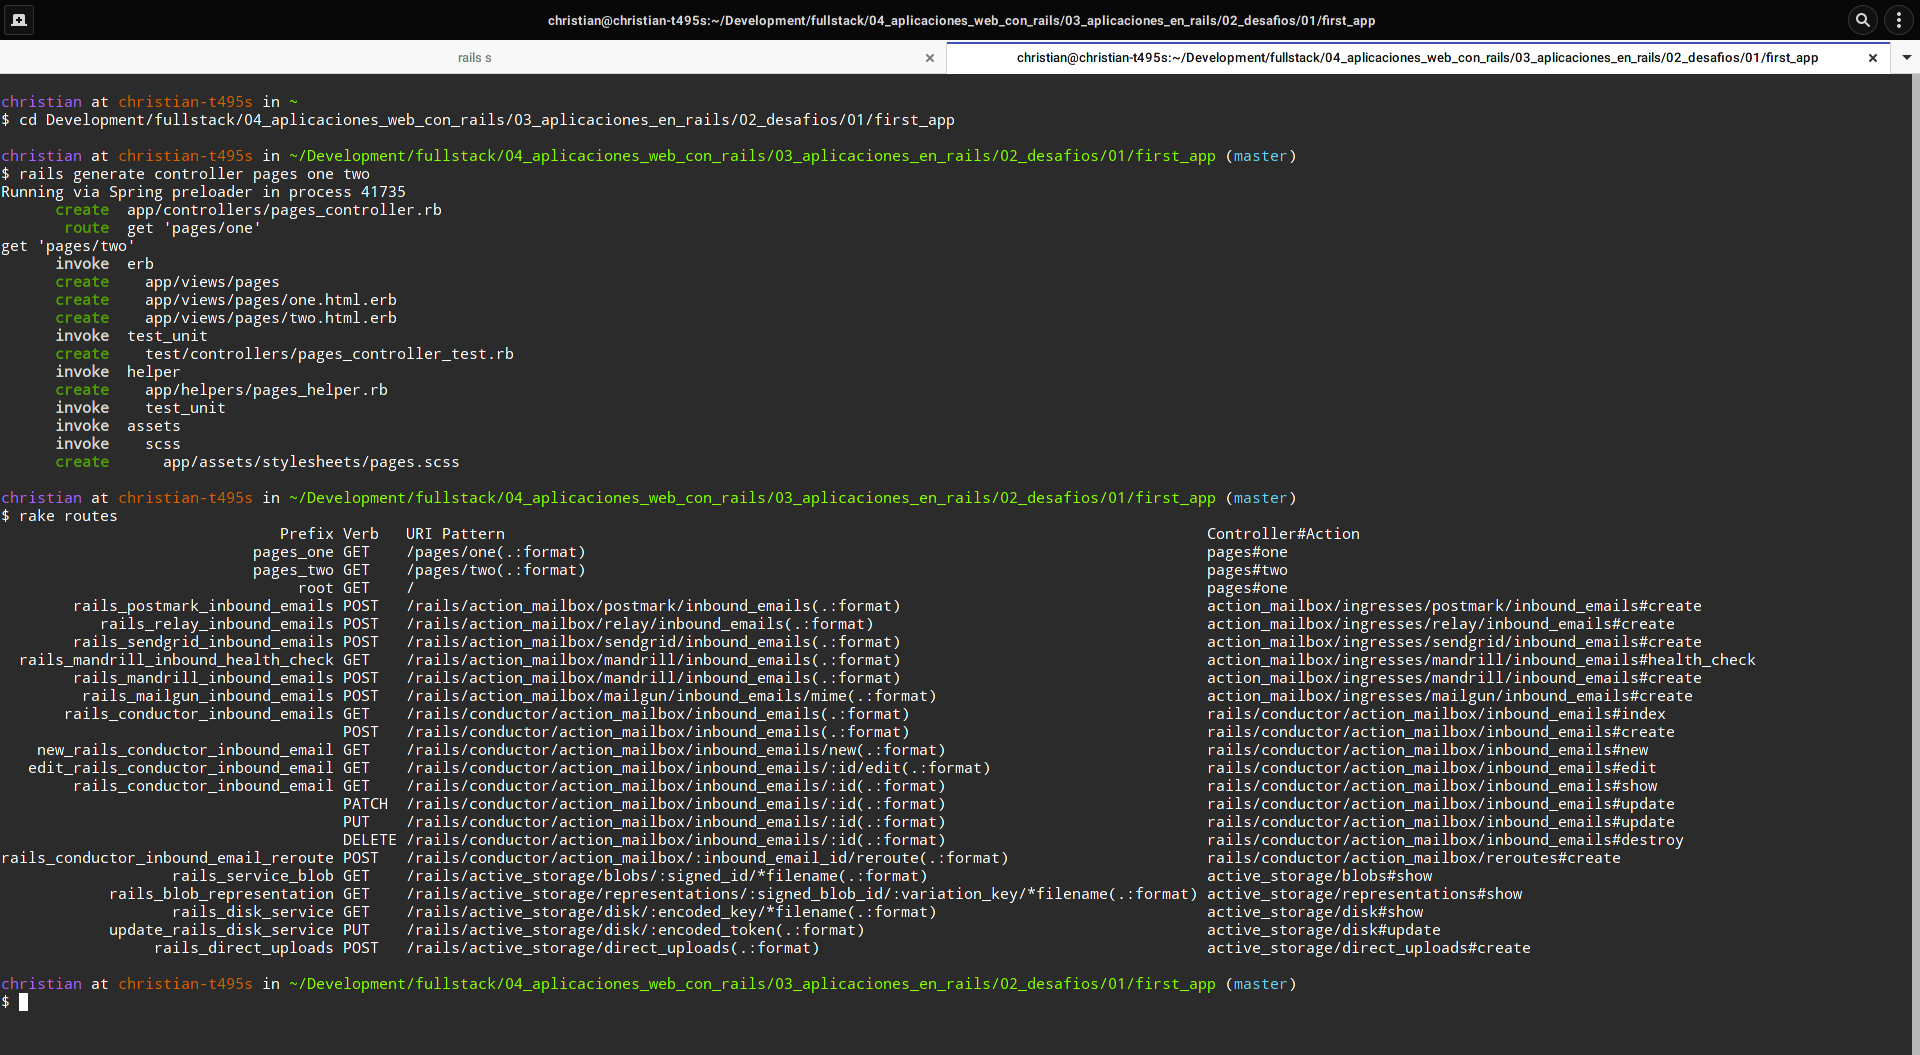 christian@christian-t495s:~/Development/fullstack/04_aplicaciones_web_con_rails/03_aplicaciones_en_rails/02_desafios/01/first_app
rails s
christian@christian-t495s:~/Development/fullstack/04_aplicaciones_web_con_rails/03_aplicaciones_en_rails/02_desafios/01/first_app
christian at christian-t495s in ~
$ cd Development/fullstack/04_aplicaciones_web_con_rails/03_aplicaciones_en_rails/02_desafios/01/first_app
christian at christian-t495s in ~/Development/fullstack/04_aplicaciones_web_con_rails/03_aplicaciones_en_rails/02_desafios/01/first_app (master)
$ rails generate controller pages one two
Running via Spring preloader in process 41735
create app/controllers/pages_controller.rb
route get 'pages/one'
get 'pages/two'
invoke erb
create app/views/pages
create app/views/pages/one.html.erb
create app/views/pages/two.html.erb
invoke test_unit
create test/controllers/pages_controller_test.rb
invoke helper
create app/helpers/pages_helper.rb
invoke test_unit
invoke assets
invoke scss
create app/assets/stylesheets/pages.scss
christian at christian-t495s in ~/Development/fullstack/04_aplicaciones_web_con_rails/03_aplicaciones_en_rails/02_desafios/01/first_app (master)
$ rake routes
Prefix Verb URI Pattern Controller#Action
pages_one GET /pages/one(.:format) pages#one
pages_two GET /pages/two(.:format) pages#two
root GET / pages#one
rails_postmark_inbound_emails POST /rails/action_mailbox/postmark/inbound_emails(.:format) action_mailbox/ingresses/postmark/inbound_emails#create
rails_relay_inbound_emails POST /rails/action_mailbox/relay/inbound_emails(.:format) action_mailbox/ingresses/relay/inbound_emails#create
rails_sendgrid_inbound_emails POST /rails/action_mailbox/sendgrid/inbound_emails(.:format) action_mailbox/ingresses/sendgrid/inbound_emails#create
rails_mandrill_inbound_health_check GET /rails/action_mailbox/mandrill/inbound_emails(.:format) action_mailbox/ingresses/mandrill/inbound_emails#health_check
rails_mandrill_inbound_emails POST /rails/action_mailbox/mandrill/inbound_emails(.:format) action_mailbox/ingresses/mandrill/inbound_emails#create
rails_mailgun_inbound_emails POST /rails/action_mailbox/mailgun/inbound_emails/mime(.:format) action_mailbox/ingresses/mailgun/inbound_emails#create
rails_conductor_inbound_emails GET /rails/conductor/action_mailbox/inbound_emails(.:format) rails/conductor/action_mailbox/inbound_emails#index
POST /rails/conductor/action_mailbox/inbound_emails(.:format) rails/conductor/action_mailbox/inbound_emails#create
new_rails_conductor_inbound_email GET /rails/conductor/action_mailbox/inbound_emails/new(.:format) rails/conductor/action_mailbox/inbound_emails#new
edit_rails_conductor_inbound_email GET /rails/conductor/action_mailbox/inbound_emails/:id/edit(.:format) rails/conductor/action_mailbox/inbound_emails#edit
rails_conductor_inbound_email GET /rails/conductor/action_mailbox/inbound_emails/:id(.:format) rails/conductor/action_mailbox/inbound_emails#show
PATCH /rails/conductor/action_mailbox/inbound_emails/:id(.:format) rails/conductor/action_mailbox/inbound_emails#update
PUT /rails/conductor/action_mailbox/inbound_emails/:id(.:format) rails/conductor/action_mailbox/inbound_emails#update
DELETE /rails/conductor/action_mailbox/inbound_emails/:id(.:format) rails/conductor/action_mailbox/inbound_emails#destroy
rails_conductor_inbound_email_reroute POST /rails/conductor/action_mailbox/:inbound_email_id/reroute(.:format) rails/conductor/action_mailbox/reroutes#create
rails_service_blob GET /rails/active_storage/blobs/:signed_id/*filename(.:format) active_storage/blobs#show
rails_blob_representation GET /rails/active_storage/representations/:signed_blob_id/:variation_key/*filename(.:format) active_storage/representations#show
rails_disk_service GET /rails/active_storage/disk/:encoded_key/*filename(.:format) active_storage/disk#show
update_rails_disk_service PUT /rails/active_storage/disk/:encoded_token(.:format) active_storage/disk#update
rails_direct_uploads POST /rails/active_storage/direct_uploads(.:format) active_storage/direct_uploads#create
christian at christian-t495s in ~/Development/fullstack/04_aplicaciones_web_con_rails/03_aplicaciones_en_rails/02_desafios/01/first_app (master)
$